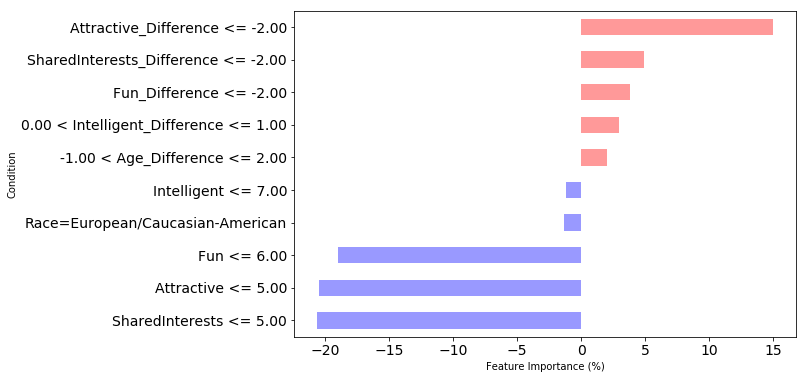 Attractive_Difference <= -2.00
SharedInterests_Difference <= -2.00
Fun_Difference <= -2.00
0.00 < Intelligent_Difference <= 1.00
-1.00 < Age_Difference <= 2.00
Intelligent <= 7.00
Race=European/Caucasian-American
Fun <= 6.00
Attractive <= 5.00
SharedInterests <= 5.00
Condition
−20 −15 −10 −5 0 5 10 15
Feature Importance (%)